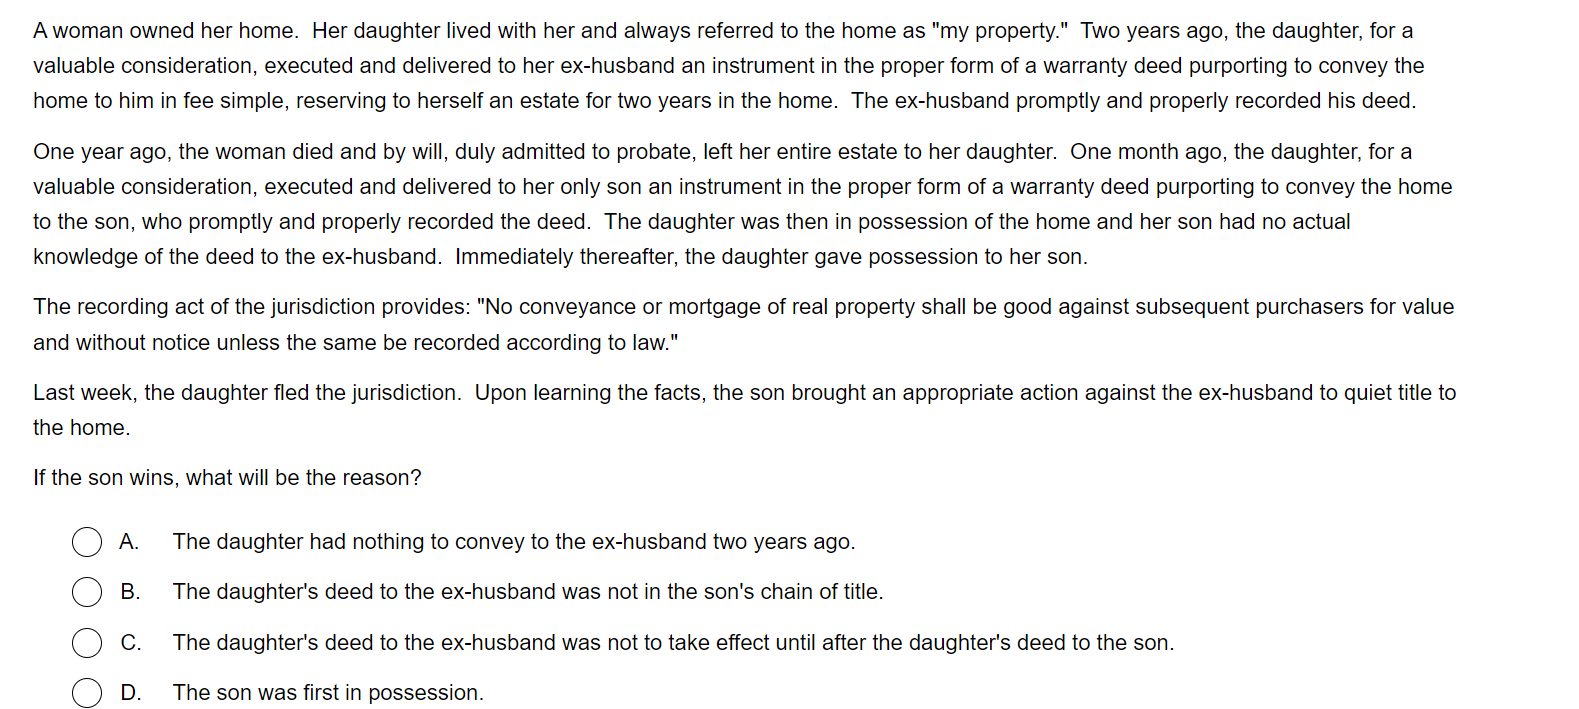 A woman owned her home.  Her daughter lived with her and always referred to the home as "my property."  Two years ago, the daughter, for a
valuable consideration, executed and delivered to her ex-husband an instrument in the proper form of a warranty deed purporting to convey the
home to him in fee simple, reserving to herself an estate for two years in the home.  The ex-husband promptly and properly recorded his deed.
One year ago, the woman died and by will, duly admitted to probate, left her entire estate to her daughter.  One month ago, the daughter, for a
valuable consideration, executed and delivered to her only son an instrument in the proper form of a warranty deed purporting to convey the home
to the son, who promptly and properly recorded the deed.  The daughter was then in possession of the home and her son had no actual
knowledge of the deed to the ex-husband.  Immediately thereafter, the daughter gave possession to her son.
The recording act of the jurisdiction provides: "No conveyance or mortgage of real property shall be good against subsequent purchasers for value
and without notice unless the same be recorded according to law."
Last week, the daughter fled the jurisdiction.  Upon learning the facts, the son brought an appropriate action against the ex-husband to quiet title to
the home.
If the son wins, what will be the reason?
A. The daughter had nothing to convey to the ex-husband two years ago.
B. The daughter's deed to the ex-husband was not in the son's chain of title.
C. The daughter's deed to the ex-husband was not to take effect until after the daughter's deed to the son.
D. The son was first in possession.